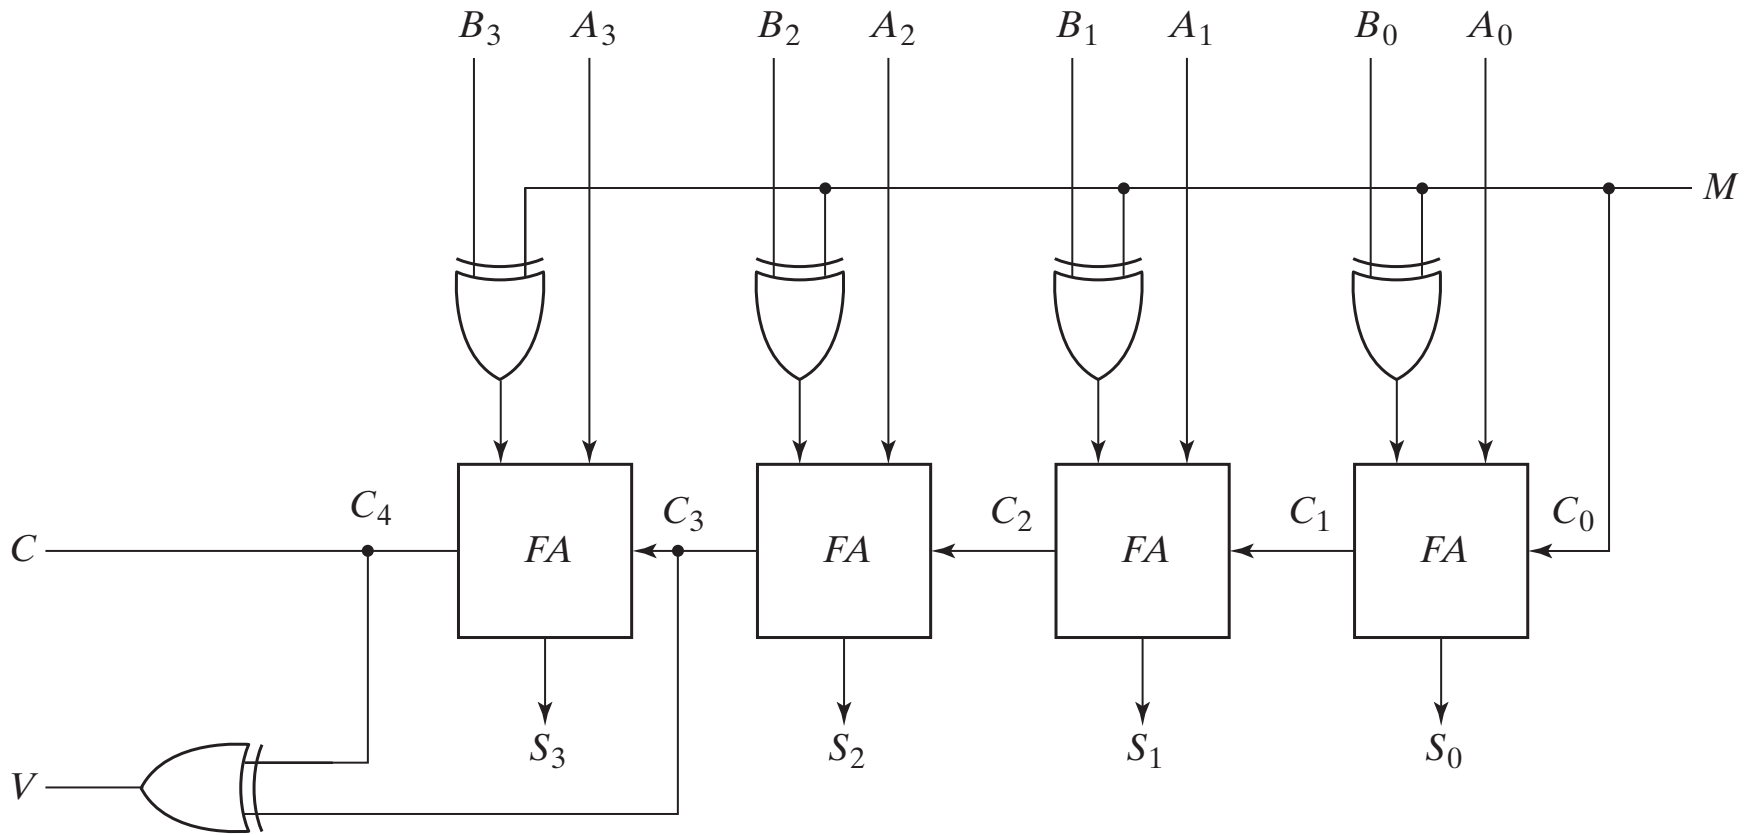 B₃ A₃ B₂ A₂ B₁ A₁ B₀ A₀
M
C₄ C₃ C₂ C₁ C₀
C FA FA FA FA
S₃ S₂ S₁ S₀
V